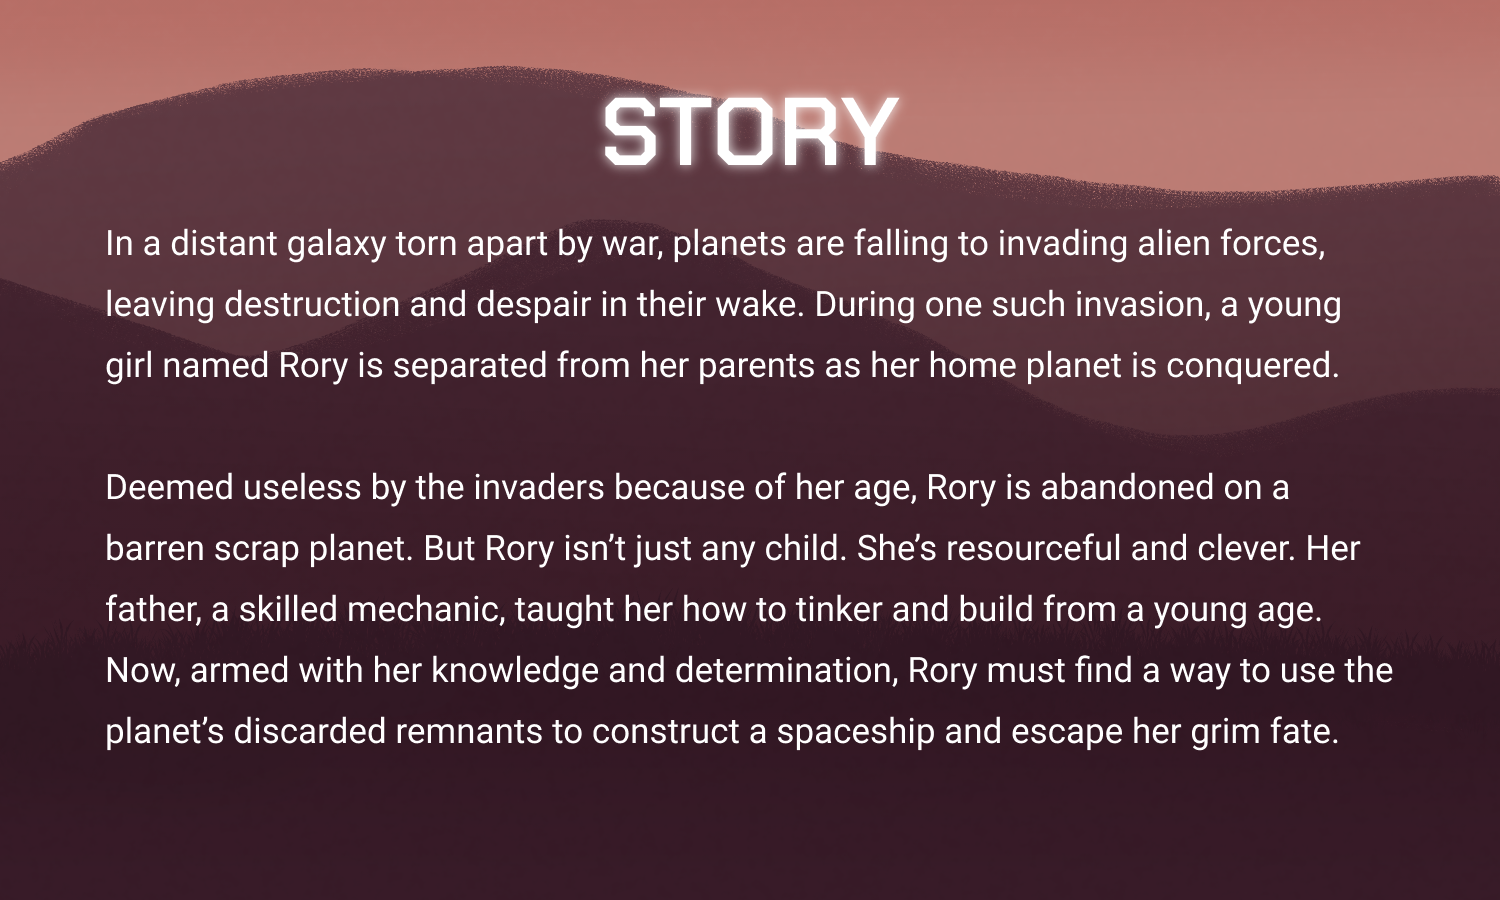 STORY
In a distant galaxy torn apart by war, planets are falling to invading alien forces,
leaving destruction and despair in their wake. During one such invasion, a young
girl named Rory is separated from her parents as her home planet is conquered.
Deemed useless by the invaders because of her age, Rory is abandoned on a
barren scrap planet. But Rory isn’t just any child. She’s resourceful and clever. Her
father, a skilled mechanic, taught her how to tinker and build from a young age.
Now, armed with her knowledge and determination, Rory must find a way to use the
planet’s discarded remnants to construct a spaceship and escape her grim fate.